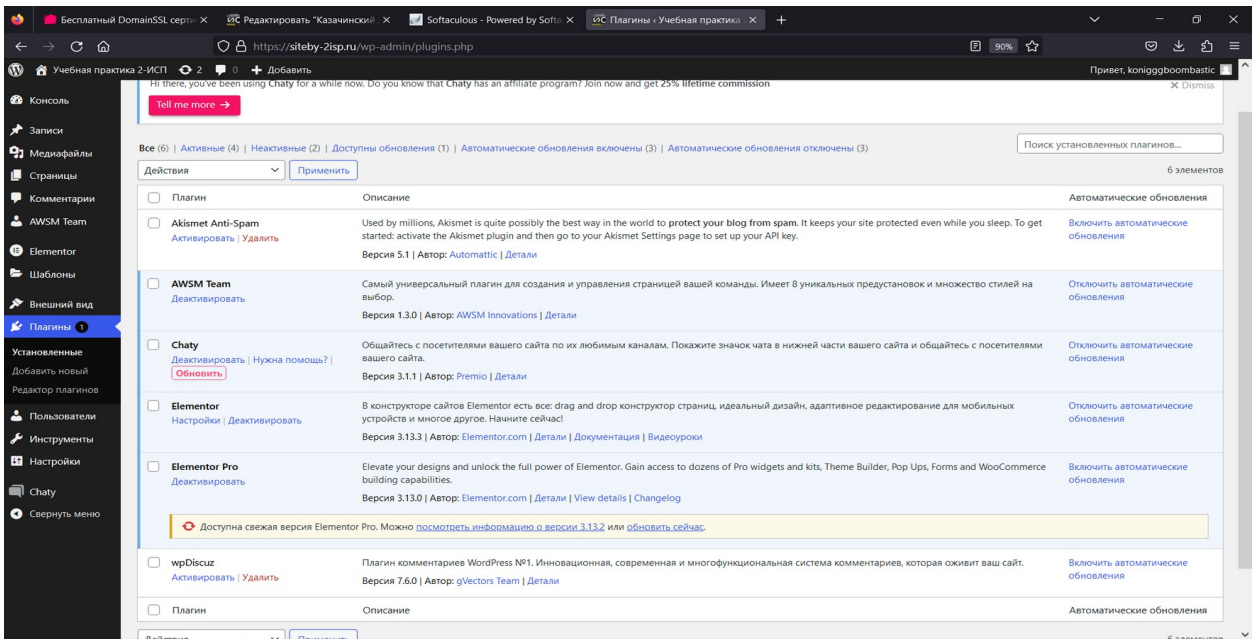 Бесплатный DomainSSL серти
Редактировать "Казачинский
Softaculous - Powered by Softa
Плагины ‹ Учебная практика
https://siteby-2isp.ru/wp-admin/plugins.php
90%
Учебная практика 2-ИСП 2 0 Добавить
Привет, konigggboombastic
Hi there, you've been using Chaty for a while now. Do you know that Chaty has an affiliate program? Join now and get 25% lifetime commission
Dismiss
Tell me more →
Консоль
Записи
Медиафайлы
Страницы
Комментарии
AWSM Team
Elementor
Шаблоны
Внешний вид
Плагины 1
Установленные
Добавить новый
Редактор плагинов
Пользователи
Инструменты
Настройки
Chaty
Свернуть меню
Все (6) | Активные (4) | Неактивные (2) | Доступны обновления (1) | Автоматические обновления включены (3) | Автоматические обновления отключены (3)
Поиск установленных плагинов...
Действия
Применить
6 элементов
Плагин
Описание
Автоматические обновления
Akismet Anti-Spam
Активировать | Удалить
Used by millions, Akismet is quite possibly the best way in the world to protect your blog from spam. It keeps your site protected even while you sleep. To get
started: activate the Akismet plugin and then go to your Akismet Settings page to set up your API key.
Версия 5.1 | Автор: Automattic | Детали
Включить автоматические
обновления
AWSM Team
Деактивировать
Самый универсальный плагин для создания и управления страницей вашей команды. Имеет 8 уникальных предустановок и множество стилей на
выбор.
Версия 1.3.0 | Автор: AWSM Innovations | Детали
Отключить автоматические
обновления
Chaty
Деактивировать | Нужна помощь? |
Обновить
Общайтесь с посетителями вашего сайта по их любимым каналам. Покажите значок чата в нижней части вашего сайта и общайтесь с посетителями
вашего сайта.
Версия 3.1.1 | Автор: Premio | Детали
Отключить автоматические
обновления
Elementor
Настройки | Деактивировать
В конструкторе сайтов Elementor есть все: drag and drop конструктор страниц, идеальный дизайн, адаптивное редактирование для мобильных
устройств и многое другое. Начните сейчас!
Версия 3.13.3 | Автор: Elementor.com | Детали | Документация | Видеоуроки
Отключить автоматические
обновления
Elementor Pro
Деактивировать
Elevate your designs and unlock the full power of Elementor. Gain access to dozens of Pro widgets and kits, Theme Builder, Pop Ups, Forms and WooCommerce
building capabilities.
Версия 3.13.0 | Автор: Elementor.com | Детали | View details | Changelog
Включить автоматические
обновления
Доступна свежая версия Elementor Pro. Можно посмотреть информацию о версии 3.13.2 или обновить сейчас.
wpDiscuz
Активировать | Удалить
Плагин комментариев WordPress №1. Инновационная, современная и многофункциональная система комментариев, которая оживит ваш сайт.
Версия 7.6.0 | Автор: gVectors Team | Детали
Включить автоматические
обновления
Плагин
Описание
Автоматические обновления
Действия
Применить
6 элементов